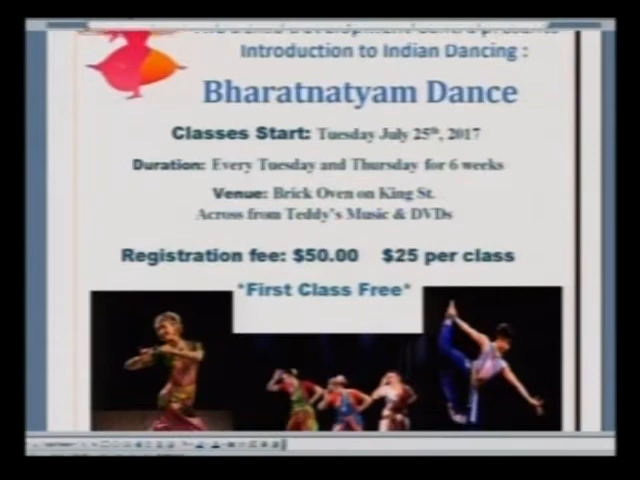 Introduction to Indian Dancing :
Bharatnatyam Dance
Classes Start: Tuesday July 25th, 2017
Duration: Every Tuesday and Thursday for 6 weeks
Venue: Brick Oven on King St.
Across from Teddy's Music & DVDs
Registration fee: $50.00 $25 per class
*First Class Free*